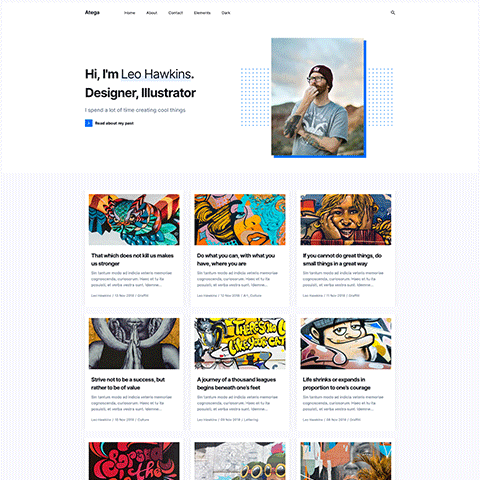 Atega Home About Contact Elements Dark
Hi, I'm Leo Hawkins.
Designer, Illustrator
I spend a lot of time creating cool things
Read about my past
That which does not kill us makes
us stronger
Sin tantum modo ad indicia veteris memoriae
cognoscenda, curiosorum. Haec et tu ita
posuisti, et verba vestra sunt. Idemne...
Leo Hawkins / 13 Nov 2019 / Graffiti
Do what you can, with what you
have, where you are
Sin tantum modo ad indicia veteris memoriae
cognoscenda, curiosorum. Haec et tu ita
posuisti, et verba vestra sunt. Idemne...
Leo Hawkins / 12 Nov 2019 / Art, Culture
If you cannot do great things, do
small things in a great way
Sin tantum modo ad indicia veteris memoriae
cognoscenda, curiosorum. Haec et tu ita
posuisti, et verba vestra sunt. Idemne...
Leo Hawkins / 11 Nov 2019 / Graffiti
Strive not to be a success, but
rather to be of value
Sin tantum modo ad indicia veteris memoriae
cognoscenda, curiosorum. Haec et tu ita
posuisti, et verba vestra sunt. Idemne...
Leo Hawkins / 10 Nov 2019 / Culture
A journey of a thousand leagues
begins beneath one's feet
Sin tantum modo ad indicia veteris memoriae
cognoscenda, curiosorum. Haec et tu ita
posuisti, et verba vestra sunt. Idemne...
Leo Hawkins / 09 Nov 2019 / Lettering
Life shrinks or expands in
proportion to one's courage
Sin tantum modo ad indicia veteris memoriae
cognoscenda, curiosorum. Haec et tu ita
posuisti, et verba vestra sunt. Idemne...
Leo Hawkins / 08 Nov 2019 / Graffiti